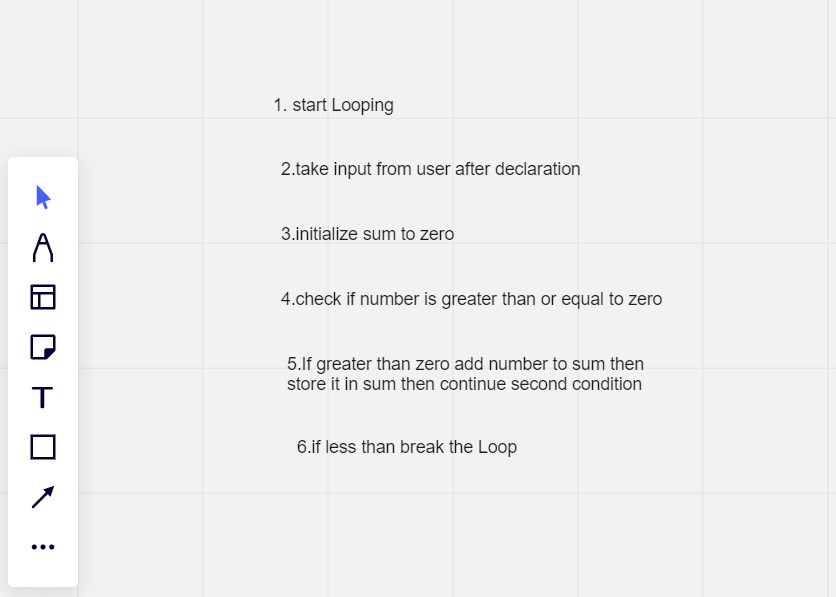 1. start Looping
2.take input from user after declaration
3.initialize sum to zero
4.check if number is greater than or equal to zero
5.If greater than zero add number to sum then
store it in sum then continue second condition
6.if less than break the Loop